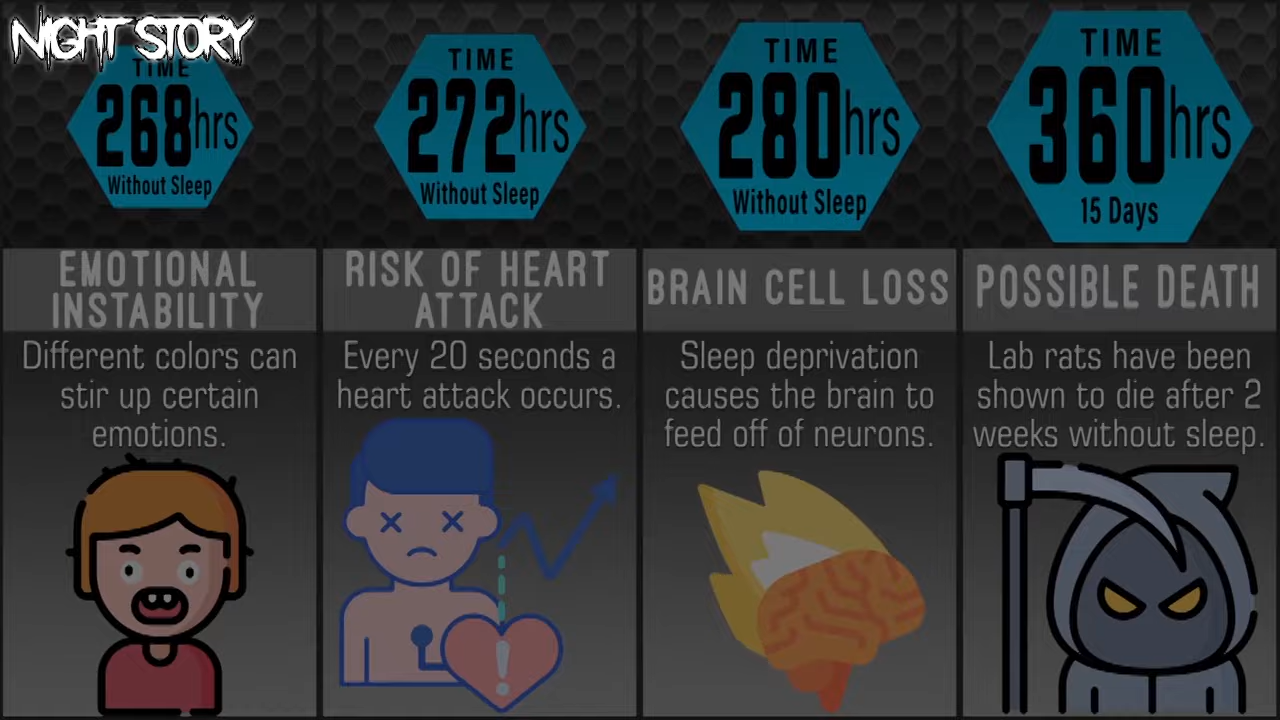 NIGHT STORY
TIME
268hrs
Without Sleep
EMOTIONAL
INSTABILITY
Different colors can
stir up certain
emotions.
TIME
272hrs
Without Sleep
RISK OF HEART
ATTACK
Every 20 seconds a
heart attack occurs.
TIME
280hrs
Without Sleep
BRAIN CELL LOSS
Sleep deprivation
causes the brain to
feed off of neurons.
TIME
360hrs
15 Days
POSSIBLE DEATH
Lab rats have been
shown to die after 2
weeks without sleep.